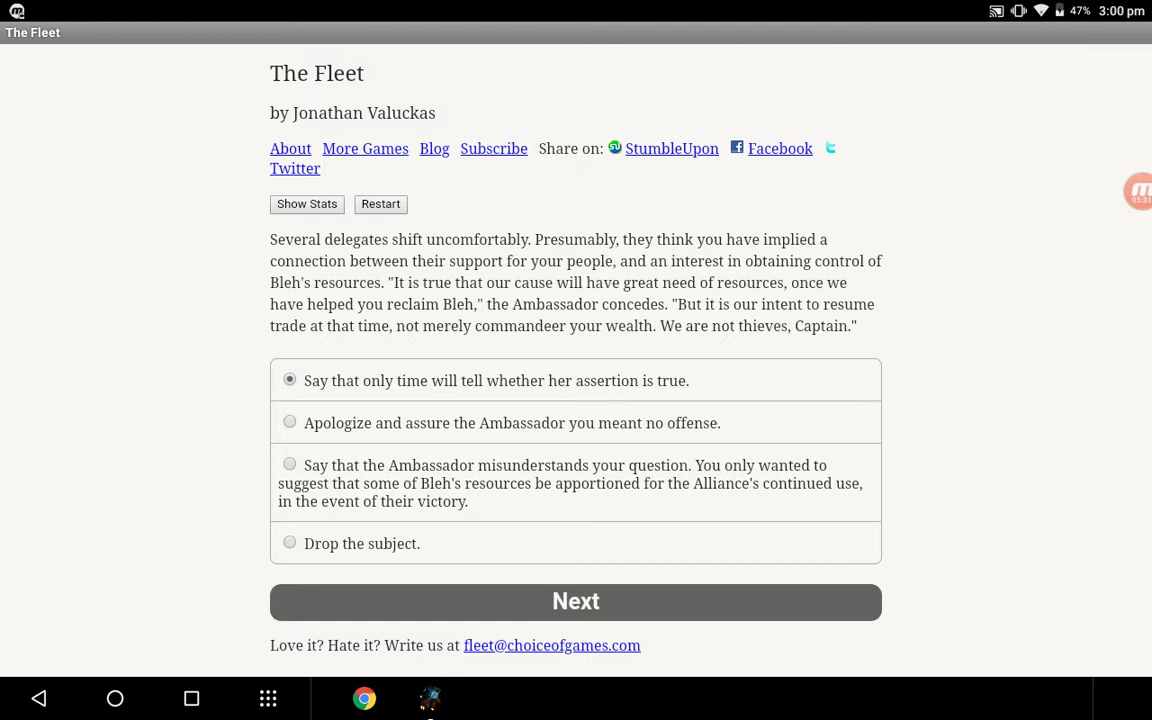 47% 3:00 pm
The Fleet
The Fleet
by Jonathan Valuckas
About More Games Blog Subscribe Share on: StumbleUpon Facebook
Twitter
Show Stats Restart
Several delegates shift uncomfortably. Presumably, they think you have implied a
connection between their support for your people, and an interest in obtaining control of
Bleh's resources. "It is true that our cause will have great need of resources, once we
have helped you reclaim Bleh," the Ambassador concedes. "But it is our intent to resume
trade at that time, not merely commandeer your wealth. We are not thieves, Captain."
Say that only time will tell whether her assertion is true.
Apologize and assure the Ambassador you meant no offense.
Say that the Ambassador misunderstands your question. You only wanted to
suggest that some of Bleh's resources be apportioned for the Alliance's continued use,
in the event of their victory.
Drop the subject.
Next
Love it? Hate it? Write us at fleet@choiceofgames.com